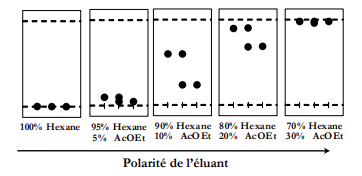 100% Hexane
95% Hexane
5% AcOEt
90% Hexane
10% AcOEt
80% Hexane
20% AcOEt
70% Hexane
30% AcOEt
Polarité de l'éluant